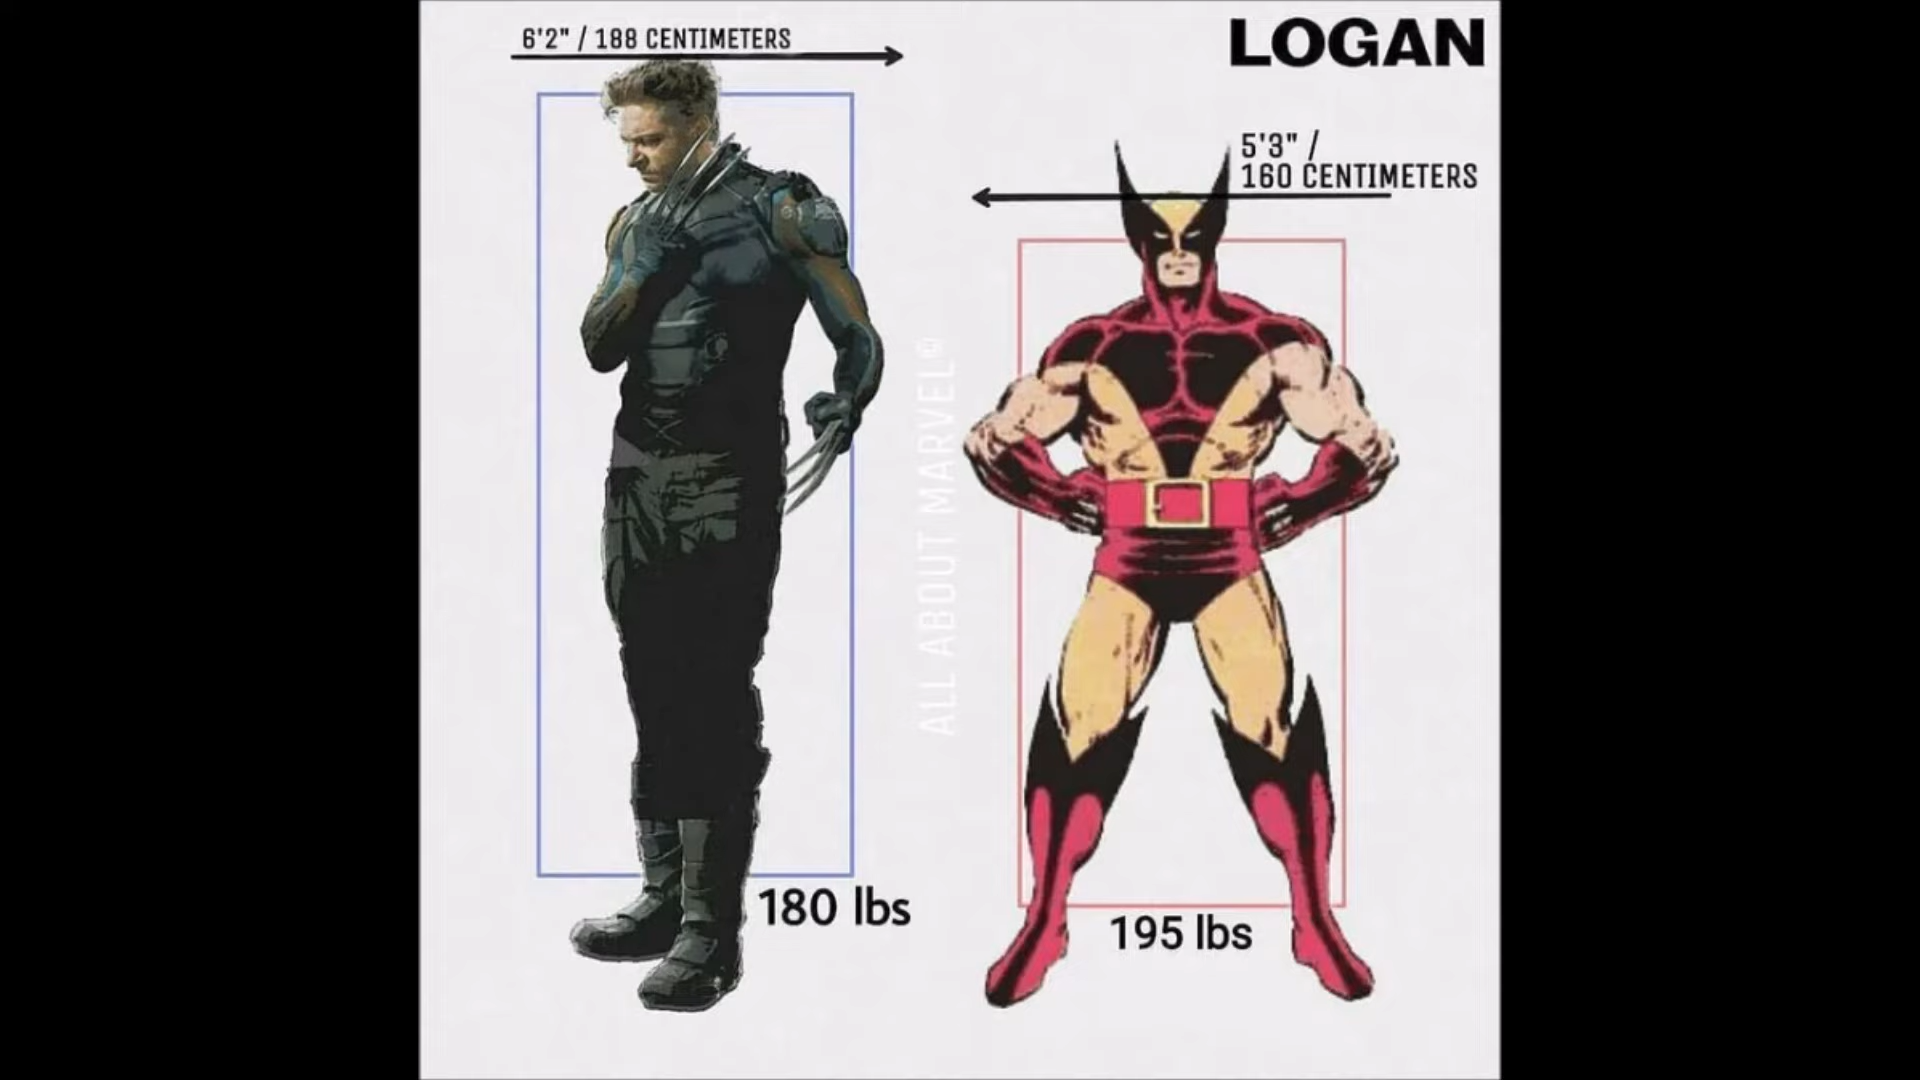 6'2" / 188 CENTIMETERS
LOGAN
5'3" /
160 CENTIMETERS
ALL ABOUT MARVEL®
180 lbs
195 lbs